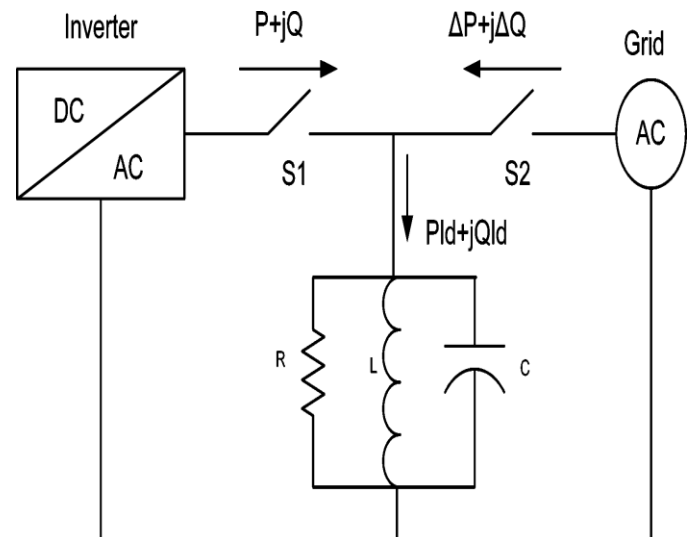 Inverter
P+jQ
ΔP+jΔQ
Grid
DC
AC
S1
S2
AC
Pld+jQld
R
L
C